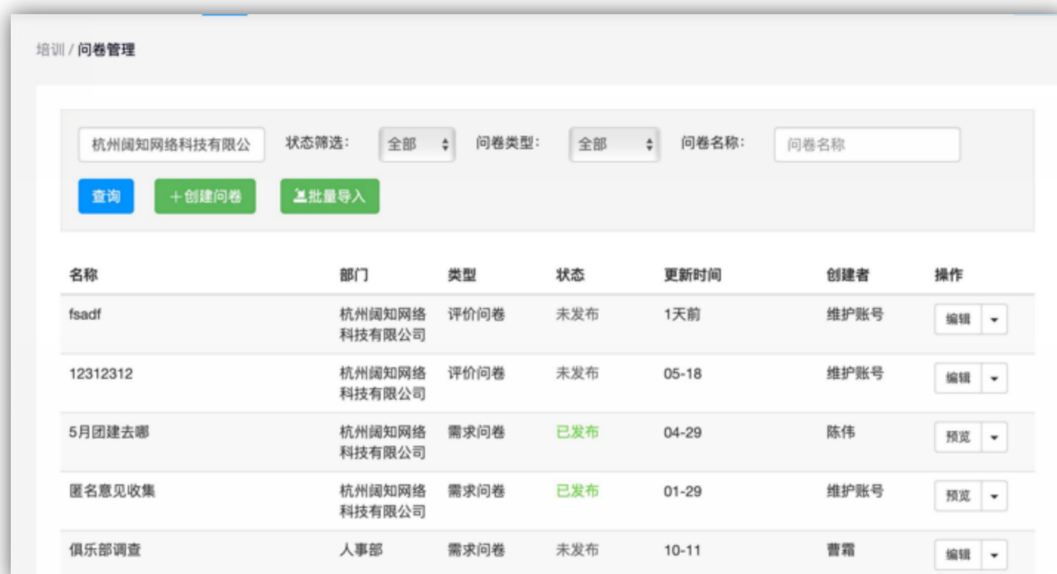 培训 / 问卷管理
杭州阔知网络科技有限公 状态筛选： 全部 问卷类型： 全部 问卷名称： 问卷名称
查询 +创建问卷 批量导入
名称 部门 类型 状态 更新时间 创建者 操作
fsadf 杭州阔知网络 评价问卷 未发布 1天前 维护账号 编辑
科技有限公司
12312312 杭州阔知网络 评价问卷 未发布 05-18 维护账号 编辑
科技有限公司
5月团建去哪 杭州阔知网络 需求问卷 已发布 04-29 陈伟 预览
科技有限公司
匿名意见收集 杭州阔知网络 需求问卷 已发布 01-29 维护账号 预览
科技有限公司
俱乐部调查 人事部 需求问卷 未发布 10-11 曹霜 编辑